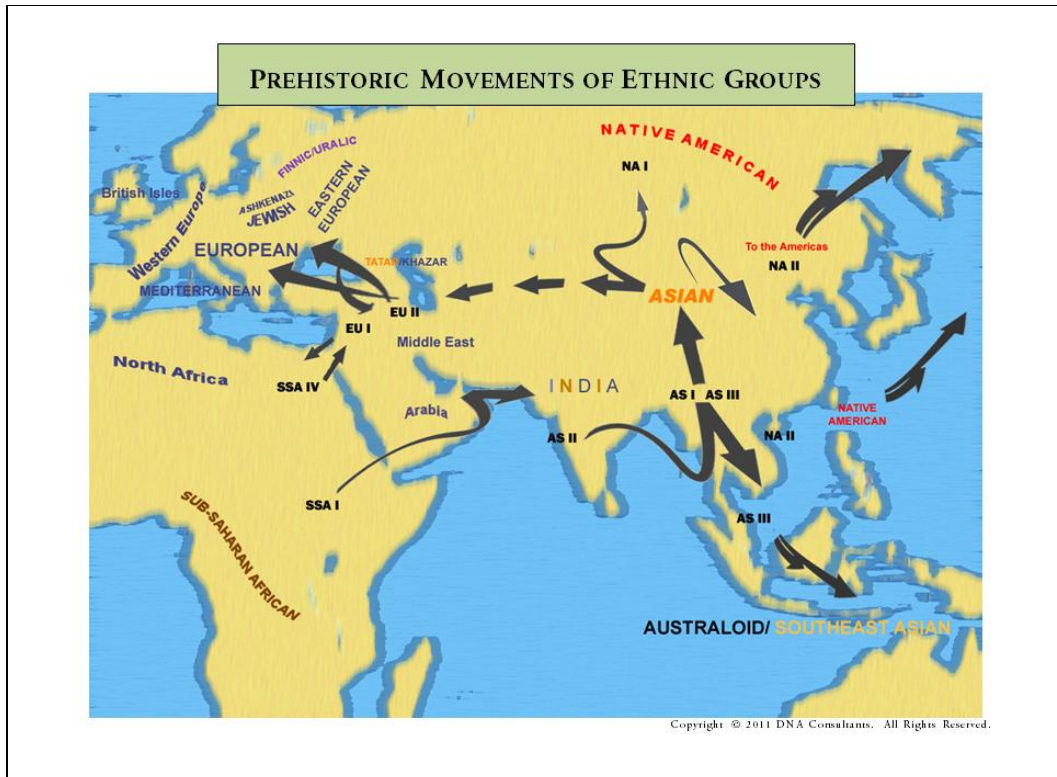 PREHISTORIC MOVEMENTS OF ETHNIC GROUPS
NATIVE AMERICAN
FINNIC/URALIC
NA I
British Isles
ASHKENAZI
JEWISH
EASTERN
EUROPEAN
Western Europe
EUROPEAN
To the Americas
NA II
TATAR/KHAZAR
MEDITERRANEAN
ASIAN
EU II
EU I
Middle East
North Africa
SSA IV
INDIA
AS I AS III
Arabia
NATIVE
AMERICAN
AS II
NA II
SSA I
AS III
SUB-SAHARAN AFRICAN
AUSTRALOID/ SOUTHEAST ASIAN
Copyright © 2011 DNA Consultants. All Rights Reserved.